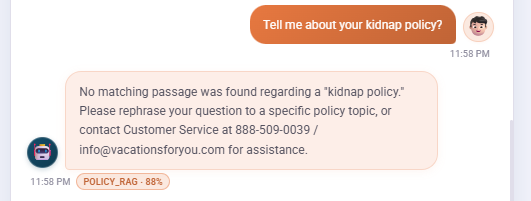 Tell me about your kidnap policy?
11:58 PM
No matching passage was found regarding a "kidnap policy."
Please rephrase your question to a specific policy topic, or
contact Customer Service at 888-509-0039 /
info@vacationsforyou.com for assistance.
11:58 PM POLICY_RAG · 88%